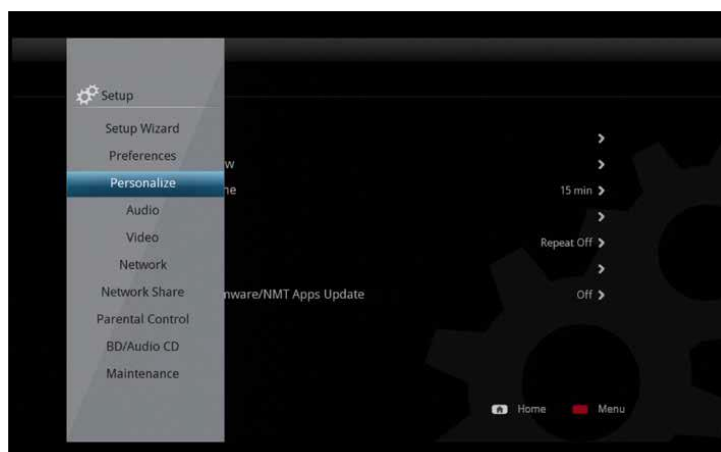 Setup
Setup Wizard
Preferences
w
Personalize
ne 15 min
Audio
Video Repeat Off
Network
Network Share
nware/NMT Apps Update Off
Parental Control
BD/Audio CD
Maintenance
Home Menu